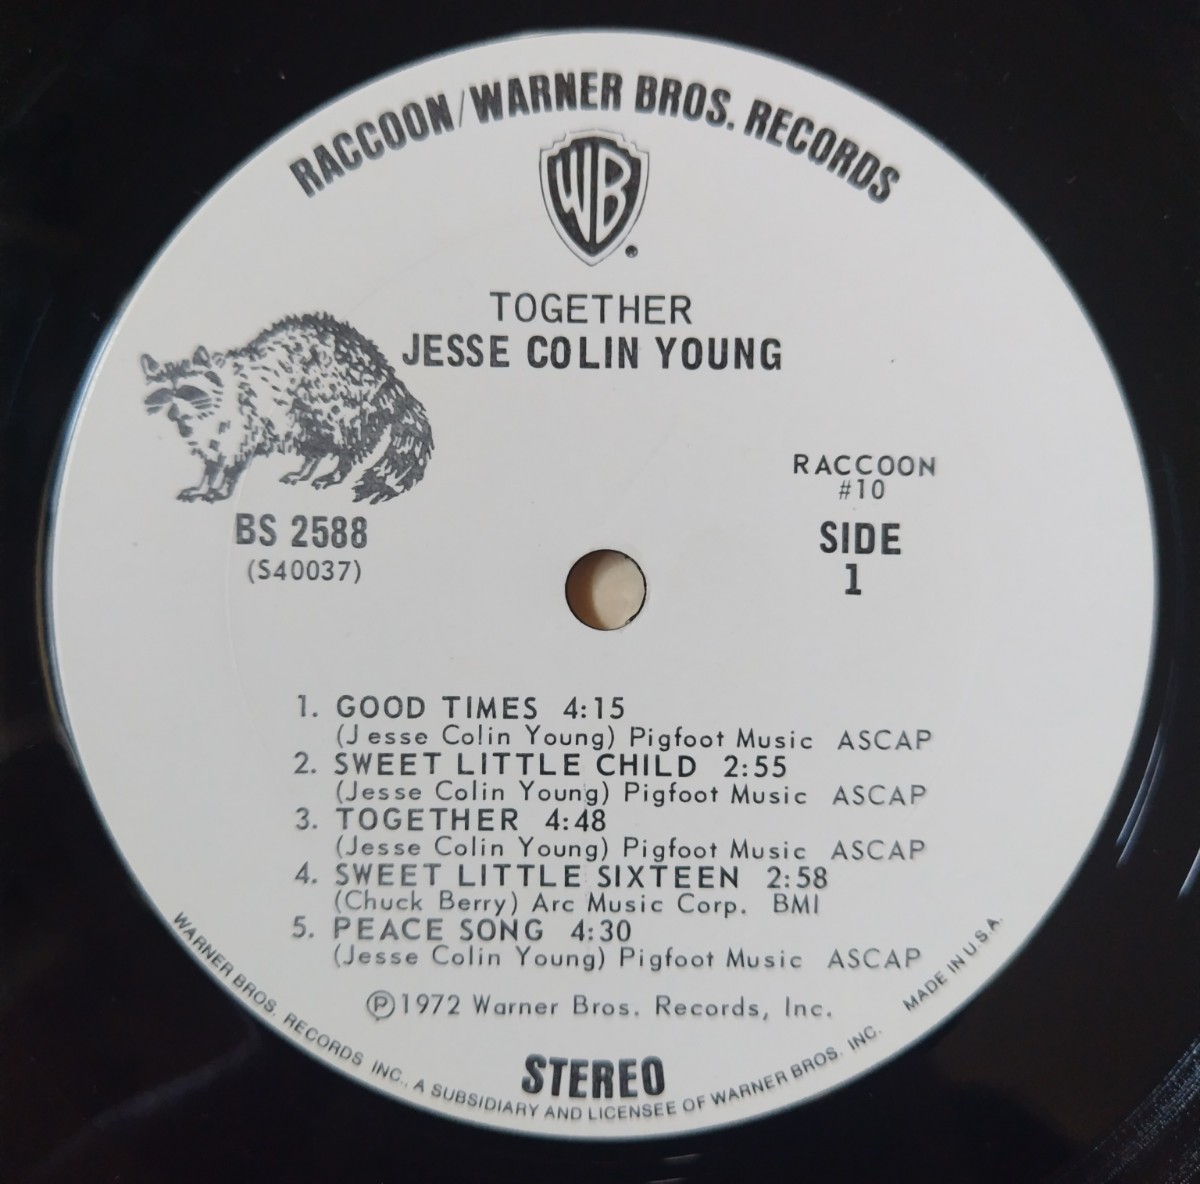 RACCOON/WARNER BROS. RECORDS
WB
TOGETHER
JESSE COLIN YOUNG
RACCOON
#10
BS 2588
(S40037)
SIDE
1
1. GOOD TIMES 4:15
(Jesse Colin Young) Pigfoot Music ASCAP
2. SWEET LITTLE CHILD 2:55
(Jesse Colin Young) Pigfoot Music ASCAP
3. TOGETHER 4:48
(Jesse Colin Young) Pigfoot Music ASCAP
4. SWEET LITTLE SIXTEEN 2:58
(Chuck Berry) Arc Music Corp. BMI
5. PEACE SONG 4:30
(Jesse Colin Young) Pigfoot Music ASCAP
℗1972 Warner Bros. Records, Inc.
STEREO
WARNER BROS. RECORDS INC., A SUBSIDIARY AND LICENSEE OF WARNER BROS. INC. MADE IN U.S.A.